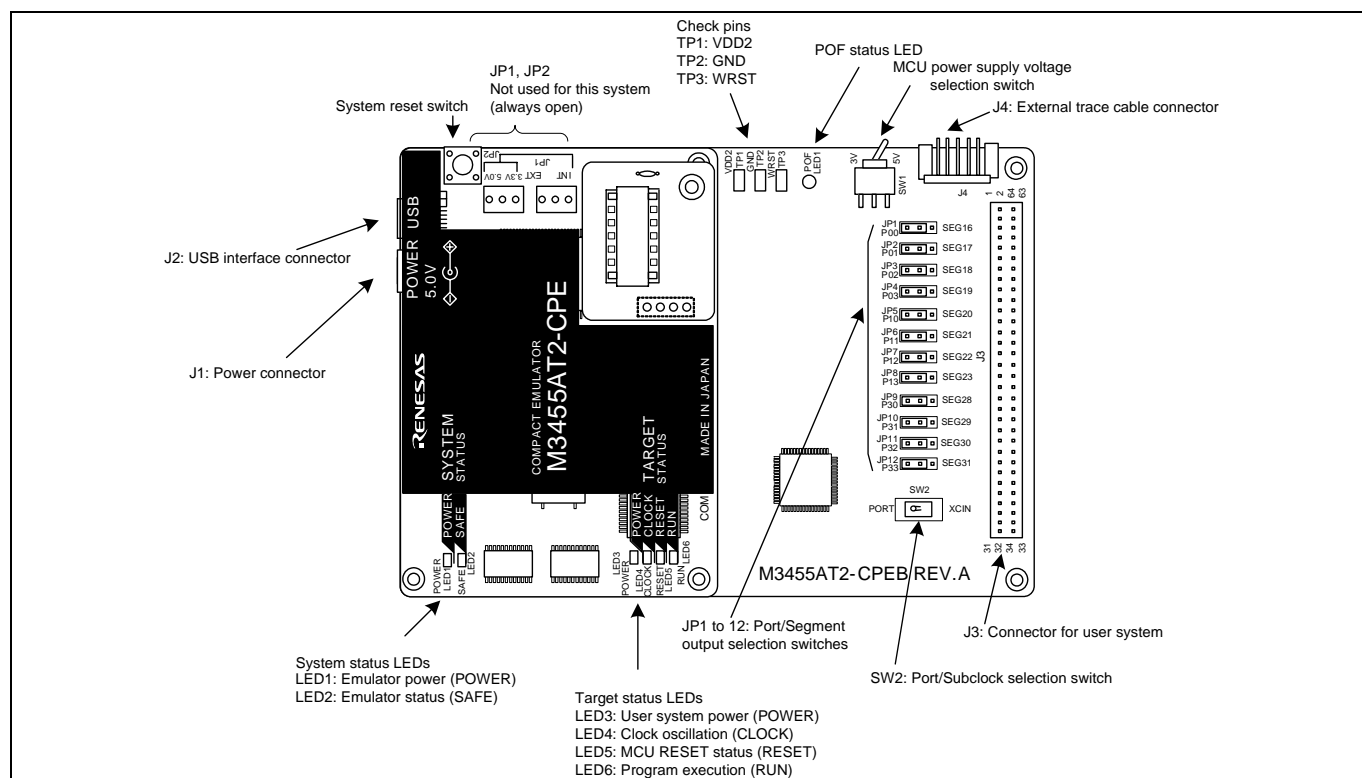 Check pins
TP1: VDD2
TP2: GND
TP3: WRST
POF status LED
MCU power supply voltage
selection switch
J4: External trace cable connector
JP1, JP2
Not used for this system
(always open)
System reset switch
J2: USB interface connector
J1: Power connector
JP2
JP1
3.3V 5.0V
EXT INT
USB
POWER
5.0V
RENESAS
SYSTEM
STATUS
POWER
SAFE
COMPACT EMULATOR
M3455AT2-CPE
TARGET
STATUS
POWER
CLOCK
RESET
RUN
MADE IN JAPAN
COM
POWER
LED1
SAFE
LED2
LED3
POWER
LED4
CLOCK
RESET
LED5
RUN
LED6
VDD2
TP1
GND
TP2
WRST
TP3
POF
LED1
3V
5V
SW1
J4
1
2
64
63
JP1
P00
SEG16
JP2
P01
SEG17
JP3
P02
SEG18
JP4
P03
SEG19
JP5
P10
SEG20
JP6
P11
SEG21
JP7
P12
SEG22
JP8
P13
SEG23
JP9
P30
SEG28
JP10
P31
SEG29
JP11
P32
SEG30
JP12
P33
SEG31
J3
SW2
PORT
XCIN
31
32
34
33
M3455AT2-CPEB REV.A
JP1 to 12: Port/Segment
output selection switches
J3: Connector for user system
SW2: Port/Subclock selection switch
System status LEDs
LED1: Emulator power (POWER)
LED2: Emulator status (SAFE)
Target status LEDs
LED3: User system power (POWER)
LED4: Clock oscillation (CLOCK)
LED5: MCU RESET status (RESET)
LED6: Program execution (RUN)